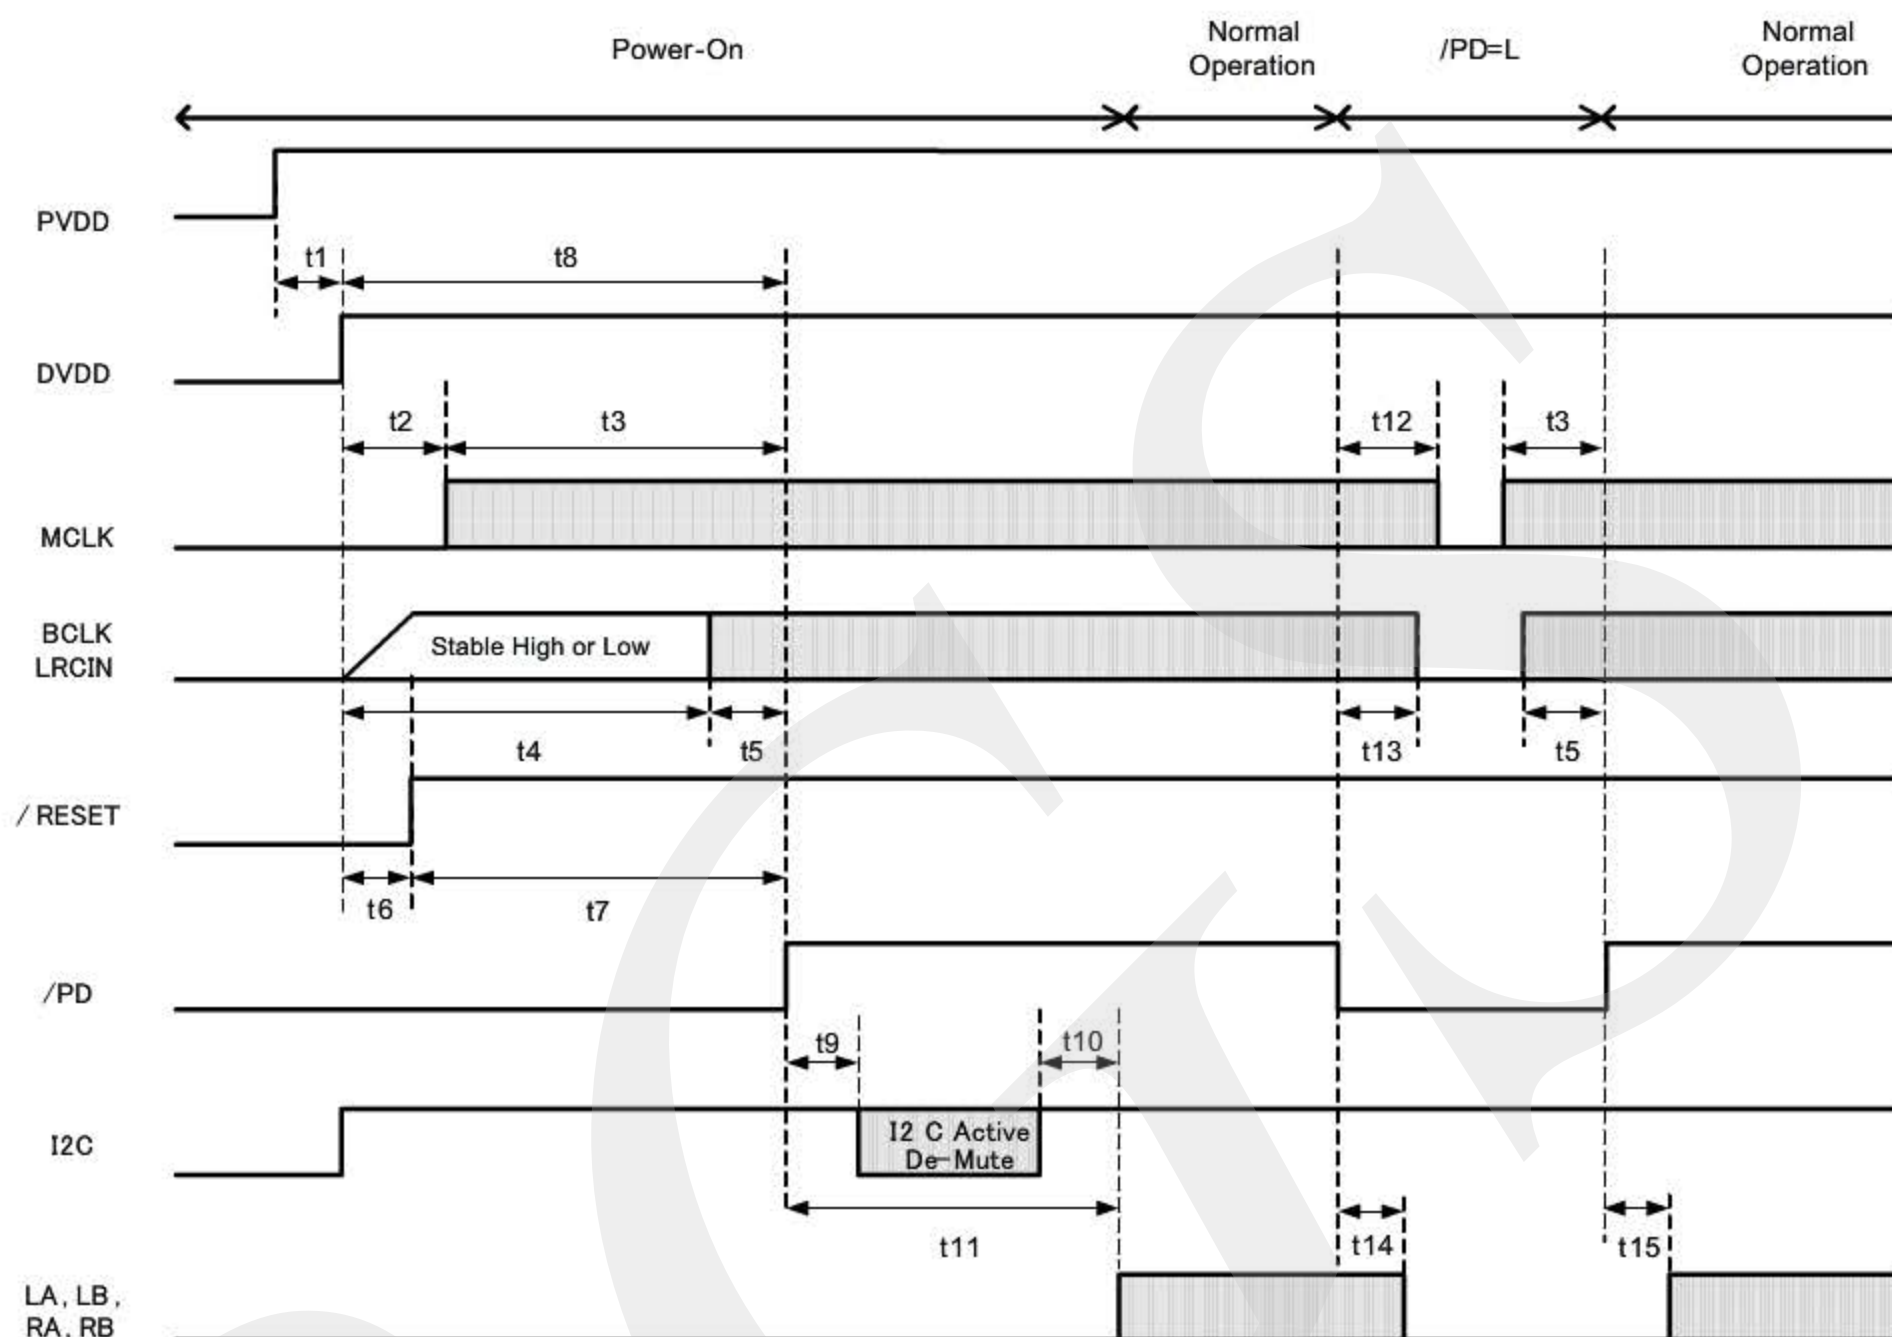 Power-On
Normal
Operation
/PD=L
Normal
Operation
PVDD
t1
t8
DVDD
t2
t3
t12
t3
MCLK
BCLK
LRCIN
Stable High or Low
t4
t5
t13
t5
/ RESET
t6
t7
/PD
t9
t10
I2C
I2 C Active
De-Mute
t11
t14
t15
LA , LB ,
RA , RB